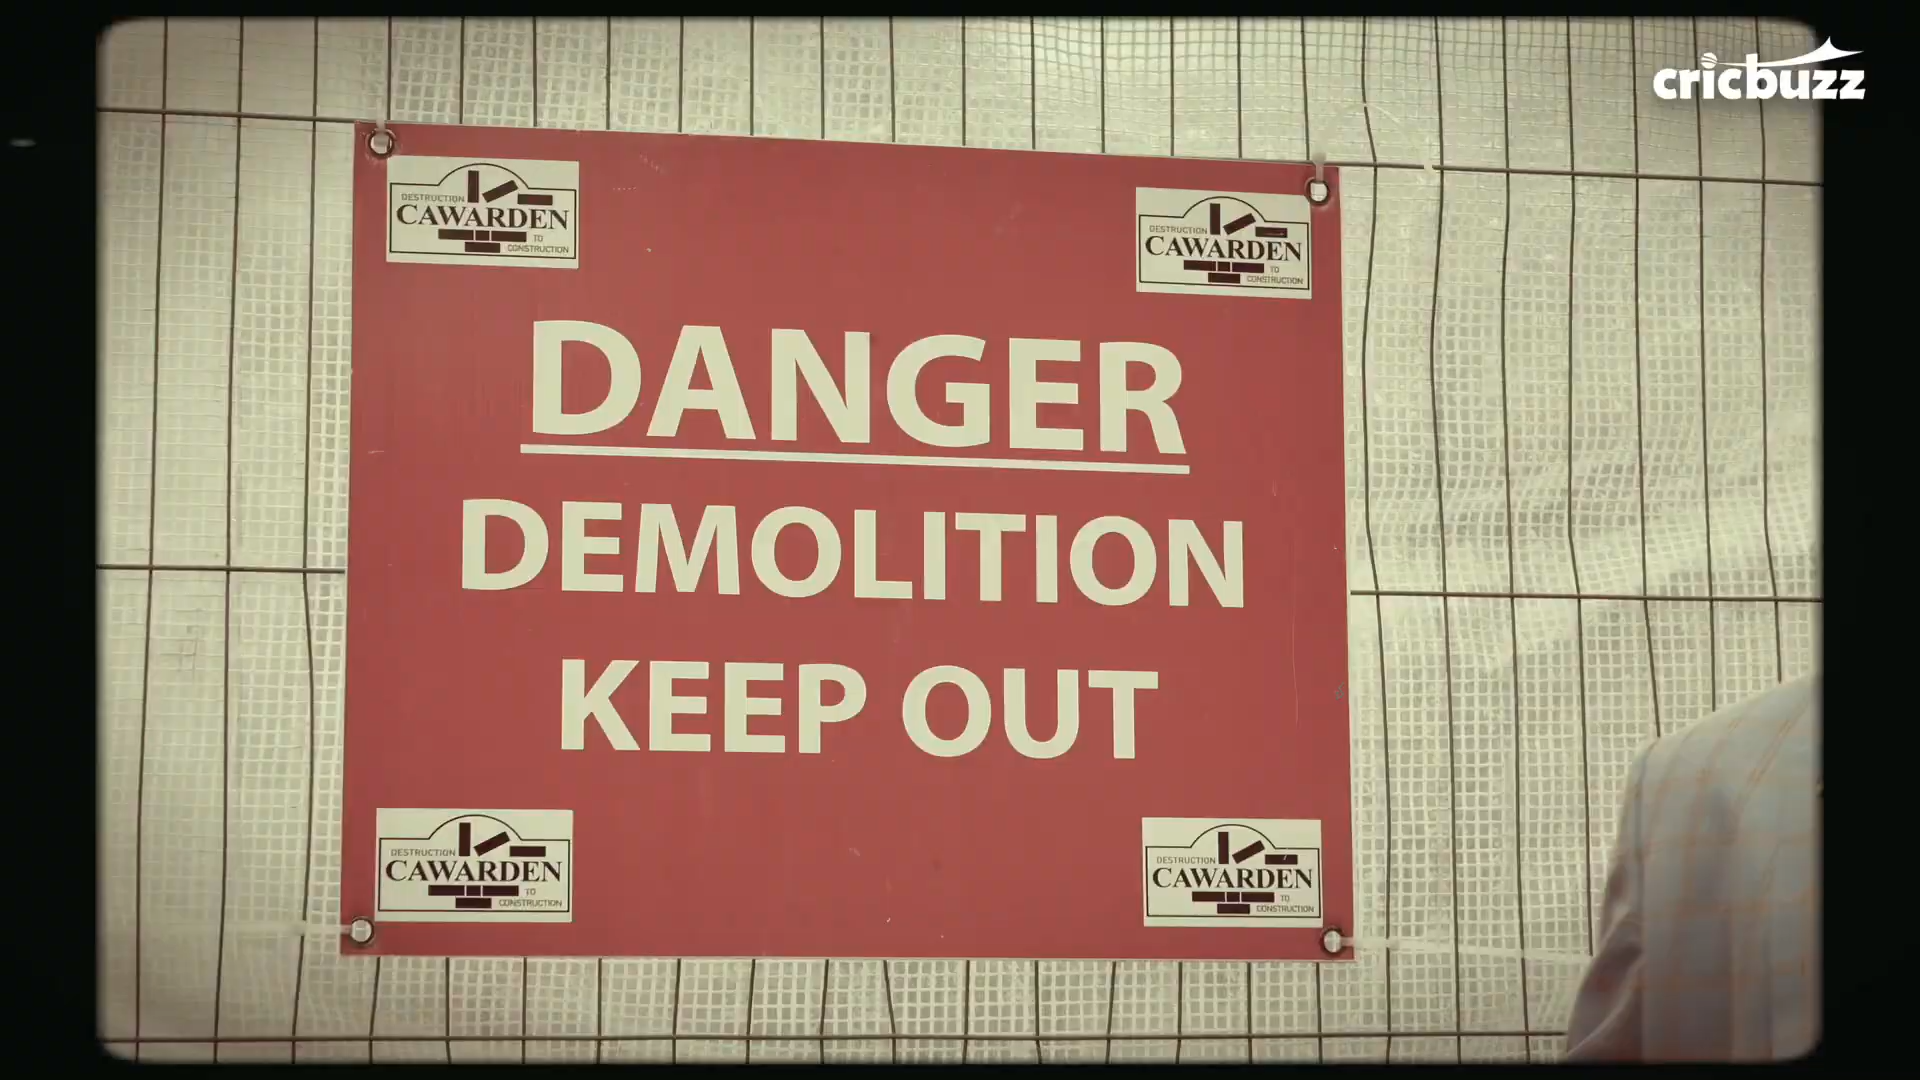 cricbuzz
DESTRUCTION
CAWARDEN
TO
CONSTRUCTION
DESTRUCTION
CAWARDEN
TO
CONSTRUCTION
DANGER
DEMOLITION
KEEP OUT
DESTRUCTION
CAWARDEN
TO
CONSTRUCTION
DESTRUCTION
CAWARDEN
TO
CONSTRUCTION